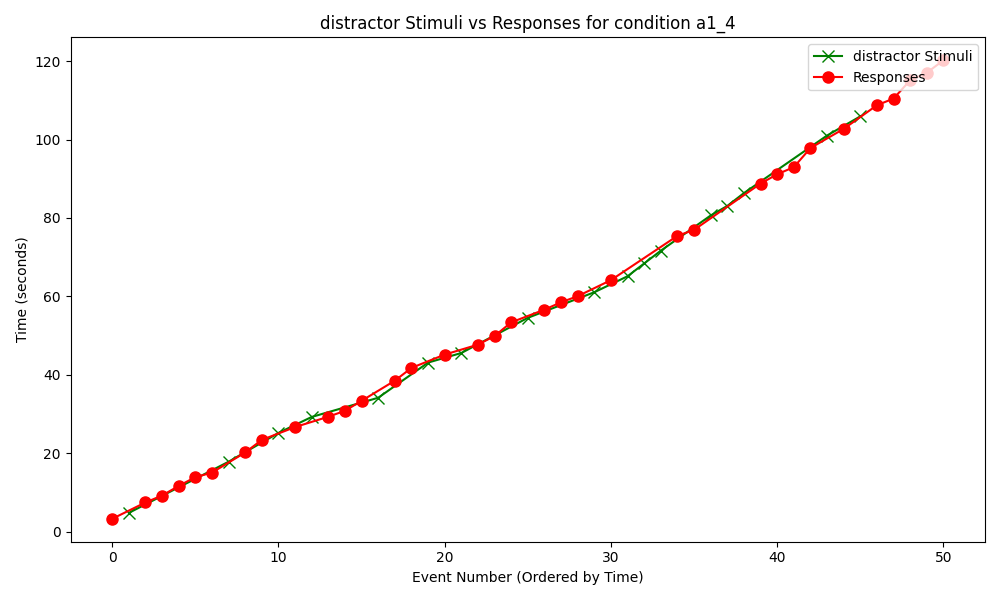 distractor Stimuli vs Responses for condition a1_4
distractor Stimuli
Responses
120
100
80
60
40
20
0
Time (seconds)
0 10 20 30 40 50
Event Number (Ordered by Time)